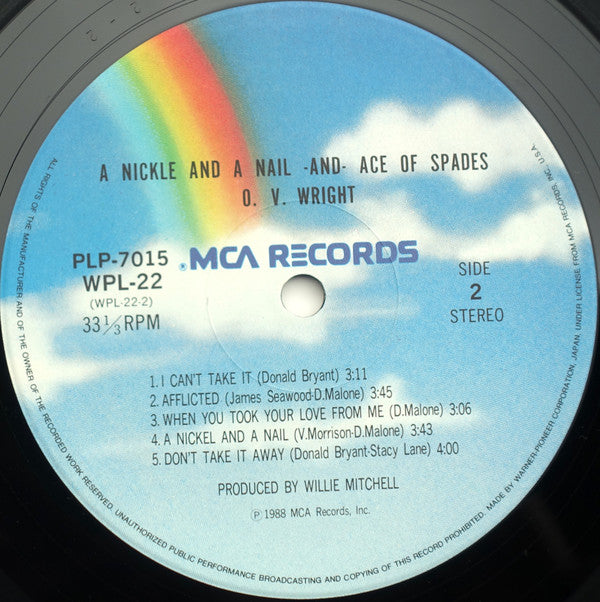 A NICKLE AND A NAIL -AND- ACE OF SPADES
O. V. WRIGHT
PLP-7015
WPL-22
(WPL-22-2)
33 1/3 RPM
MCA RECORDS
SIDE
2
STEREO
1. I CAN'T TAKE IT (Donald Bryant) 3:11
2. AFFLICTED (James Seawood-D.Malone) 3:45
3. WHEN YOU TOOK YOUR LOVE FROM ME (D.Malone) 3:06
4. A NICKEL AND A NAIL (V.Morrison-D.Malone) 3:43
5. DON'T TAKE IT AWAY (Donald Bryant-Stacy Lane) 4:00
PRODUCED BY WILLIE MITCHELL
Ⓟ 1988 MCA Records, Inc.
ALL RIGHTS OF THE MANUFACTURER AND OF THE OWNER OF THE RECORDED WORK RESERVED. UNAUTHORIZED PUBLIC PERFORMANCE BROADCASTING AND COPYING OF THIS RECORD PROHIBITED. MADE BY WARNER-PIONEER CORPORATION, JAPAN, UNDER LICENSE FROM MCA RECORDS INC., U.S.A.